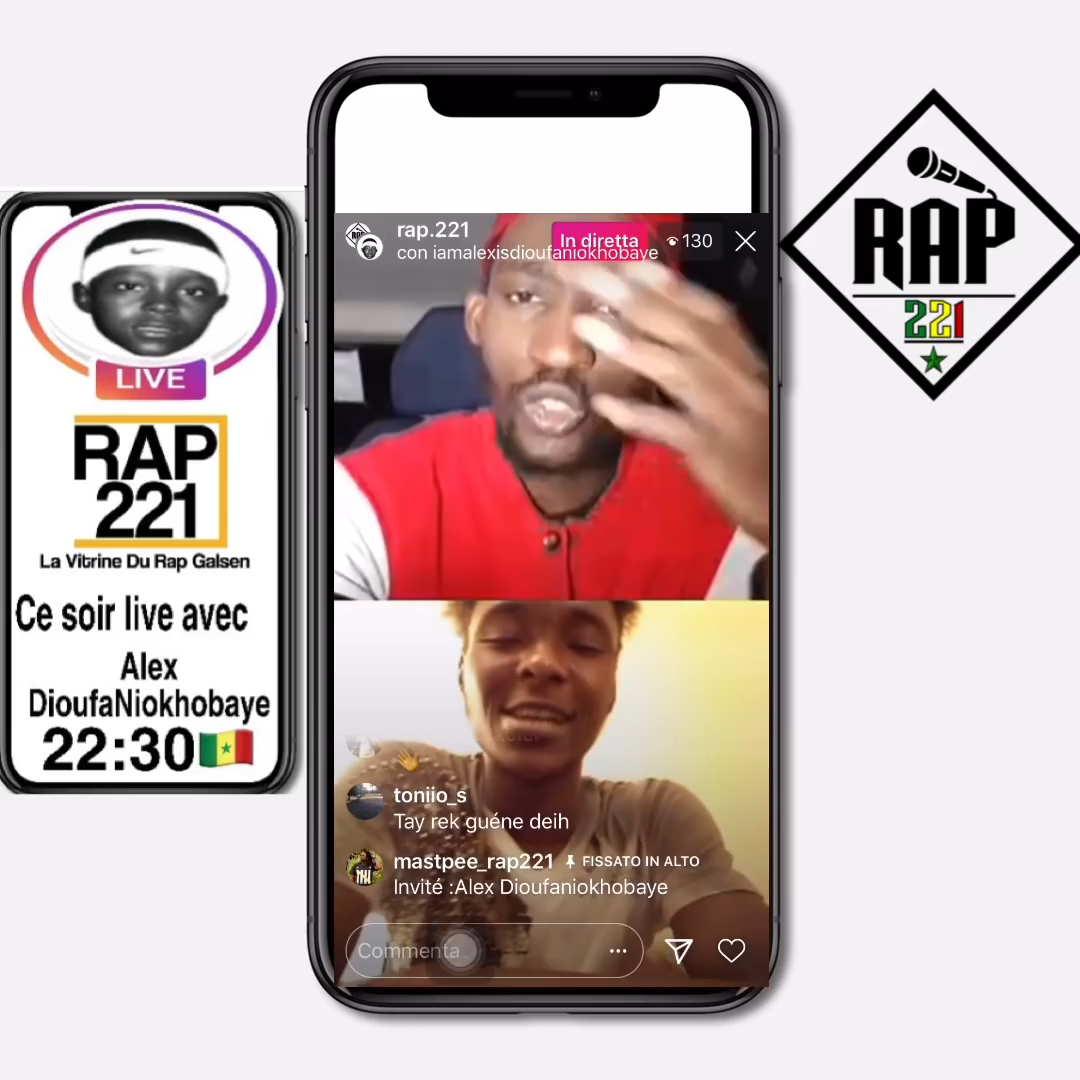 LIVE
RAP
221
La Vitrine Du Rap Galsen
Ce soir live avec
Alex
DioufaNiokhobaye
22:30
rap.221
In diretta
130
con iamalexisdioufaniokhobaye
toniio_s
Tay rek guéne deih
mastpee_rap221 FISSATO IN ALTO
Invité :Alex Dioufaniokhobaye
Commenta
RAP
221